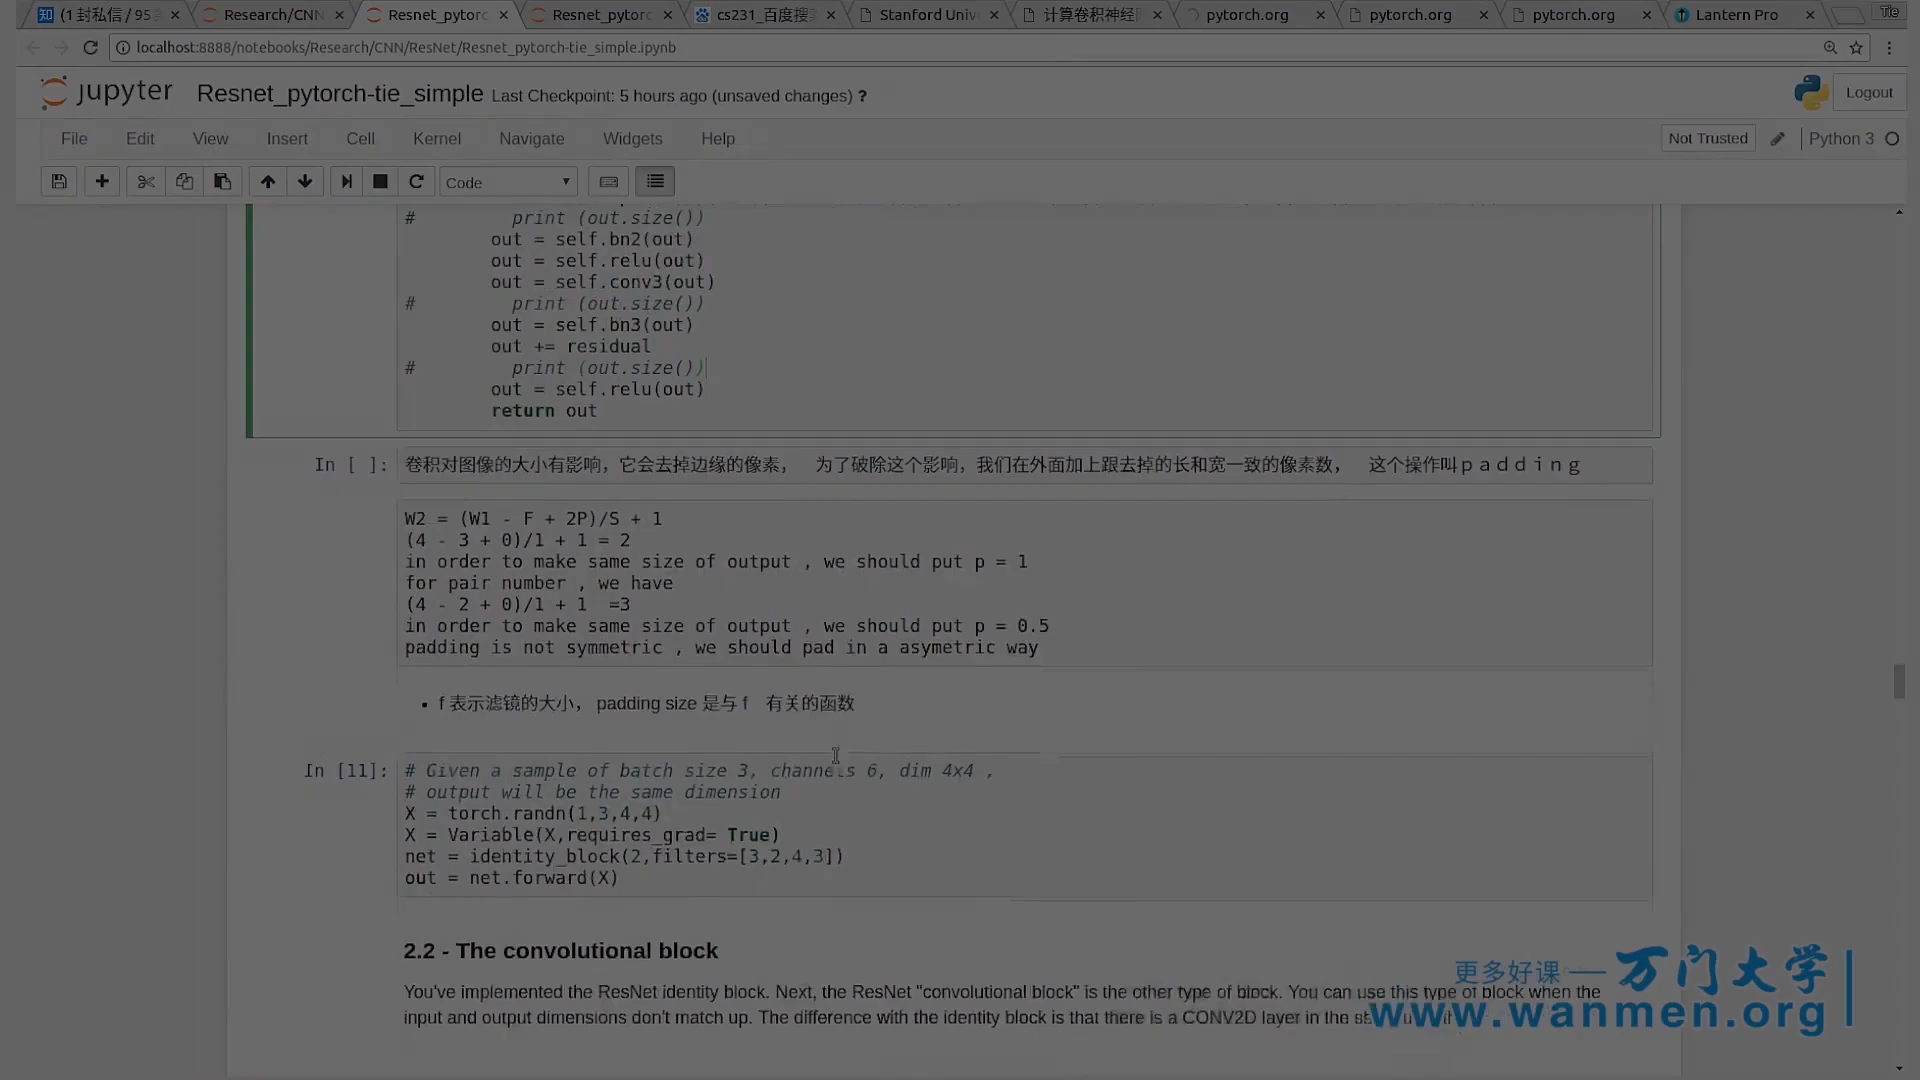 (1 封私信 / 95
Research/CNN
Resnet_pytorc
Resnet_pytorc
cs231_百度搜
Stanford Univ
计算卷积神经
pytorch.org
pytorch.org
pytorch.org
Lantern Pro
Tie
localhost:8888/notebooks/Research/CNN/ResNet/Resnet_pytorch-tie_simple.ipynb
jupyter Resnet_pytorch-tie_simple Last Checkpoint: 5 hours ago (unsaved changes) ?
Logout
File Edit View Insert Cell Kernel Navigate Widgets Help
Not Trusted
Python 3
Code
# print (out.size())
out = self.bn2(out)
out = self.relu(out)
out = self.conv3(out)
# print (out.size())
out = self.bn3(out)
out += residual
# print (out.size())
out = self.relu(out)
return out
In [ ]: 卷积对图像的大小有影响，它会去掉边缘的像素， 为了破除这个影响，我们在外面加上跟去掉的长和宽一致的像素数， 这个操作叫ｐａｄｄｉｎｇ
W2 = (W1 - F + 2P)/S + 1
(4 - 3 + 0)/1 + 1 = 2
in order to make same size of output , we should put p = 1
for pair number , we have
(4 - 2 + 0)/1 + 1  =3
in order to make same size of output , we should put p = 0.5
padding is not symmetric , we should pad in a asymetric way
• f 表示滤镜的大小， padding size 是与 f 有关的函数
In [11]: # Given a sample of batch size 3, channels 6, dim 4x4 ,
# output will be the same dimension
X = torch.randn(1,3,4,4)
X = Variable(X,requires_grad= True)
net = identity_block(2,filters=[3,2,4,3])
out = net.forward(X)
2.2 - The convolutional block
You've implemented the ResNet identity block. Next, the ResNet "convolutional block" is the other type of block. You can use this type of block when the
input and output dimensions don't match up. The difference with the identity block is that there is a CONV2D layer in the
更多好课 — 万门大学
www.wanmen.org